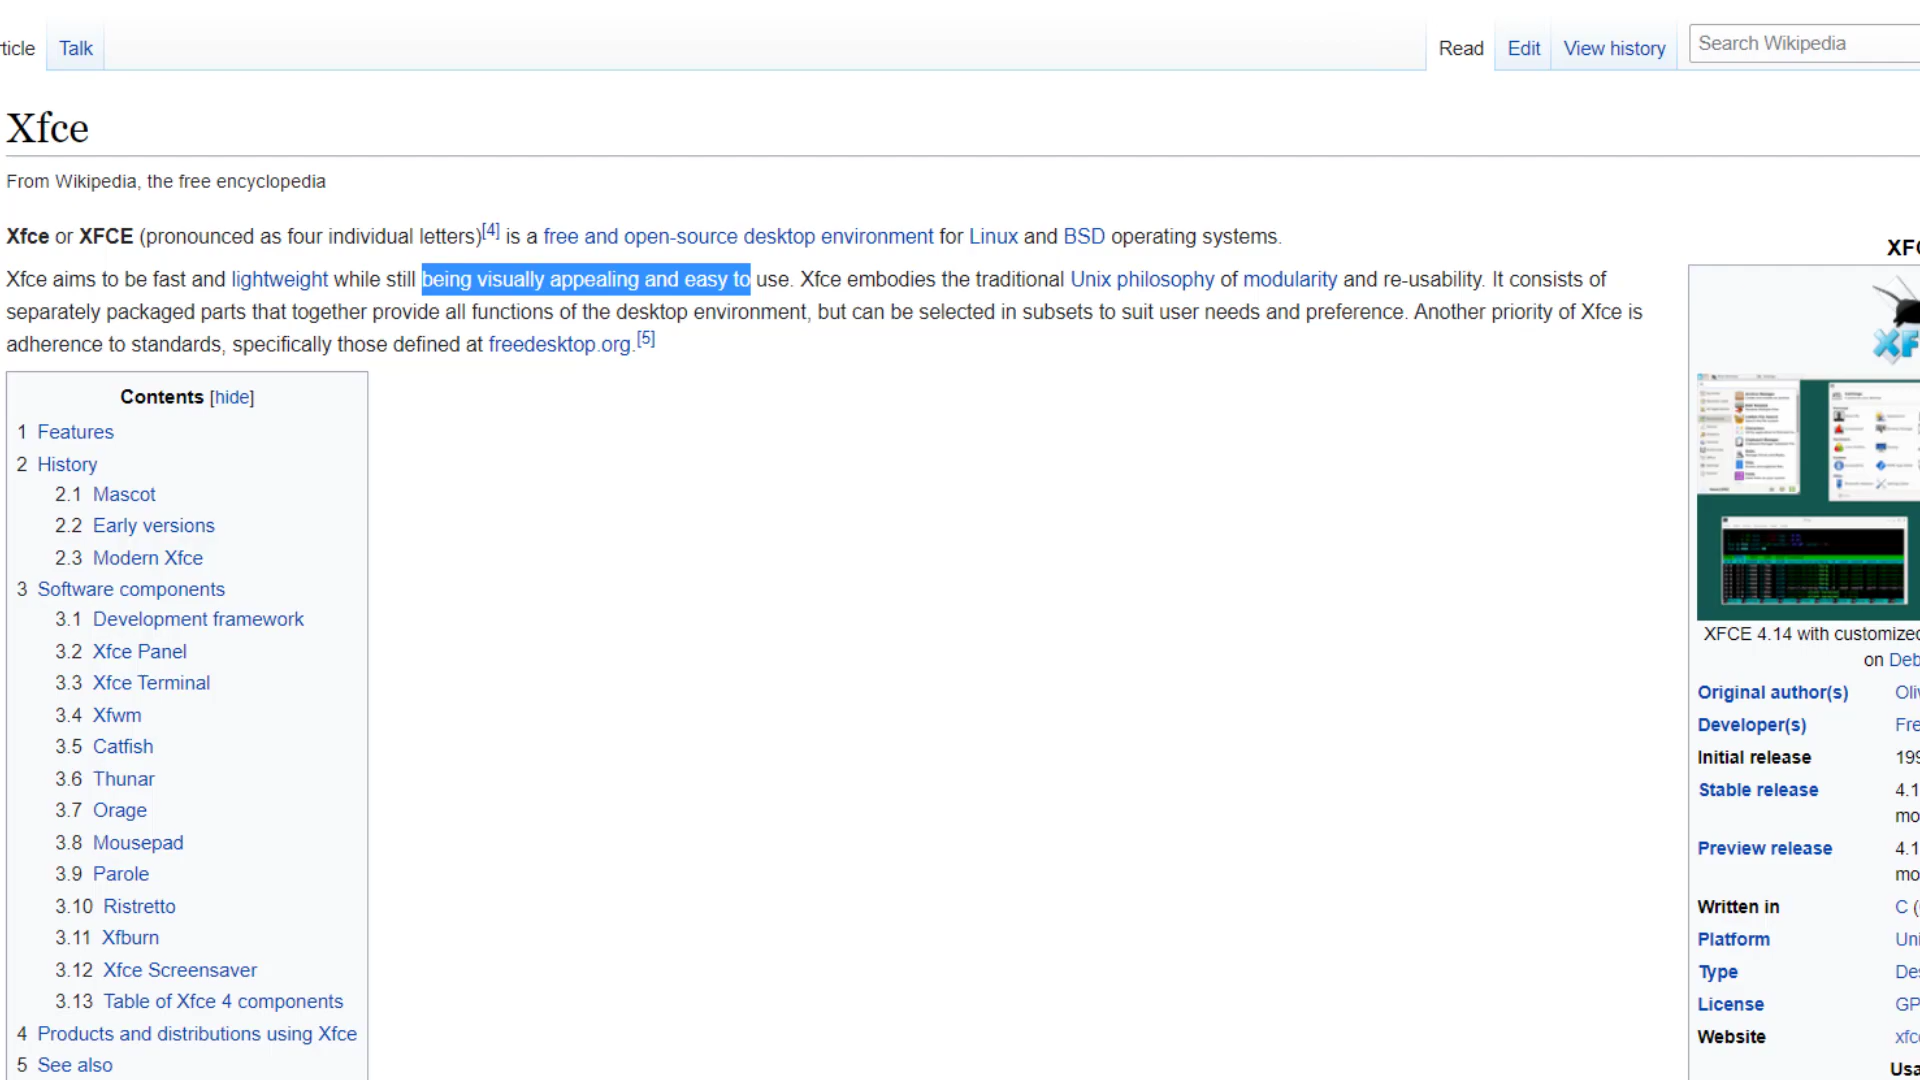 Talk
Read Edit View history Search Wikipedia
Xfce
From Wikipedia, the free encyclopedia
Xfce or XFCE (pronounced as four individual letters)[4] is a free and open-source desktop environment for Linux and BSD operating systems.
Xfce aims to be fast and lightweight while still being visually appealing and easy to use. Xfce embodies the traditional Unix philosophy of modularity and re-usability. It consists of
separately packaged parts that together provide all functions of the desktop environment, but can be selected in subsets to suit user needs and preference. Another priority of Xfce is
adherence to standards, specifically those defined at freedesktop.org.[5]
Contents [hide]
1 Features
2 History
2.1 Mascot
2.2 Early versions
2.3 Modern Xfce
3 Software components
3.1 Development framework
3.2 Xfce Panel
3.3 Xfce Terminal
3.4 Xfwm
3.5 Catfish
3.6 Thunar
3.7 Orage
3.8 Mousepad
3.9 Parole
3.10 Ristretto
3.11 Xfburn
3.12 Xfce Screensaver
3.13 Table of Xfce 4 components
4 Products and distributions using Xfce
5 See also
XFCE 4.14 with customized
on
Original author(s)
Developer(s)
Initial release
Stable release
Preview release
Written in C
Platform
Type
License
Website